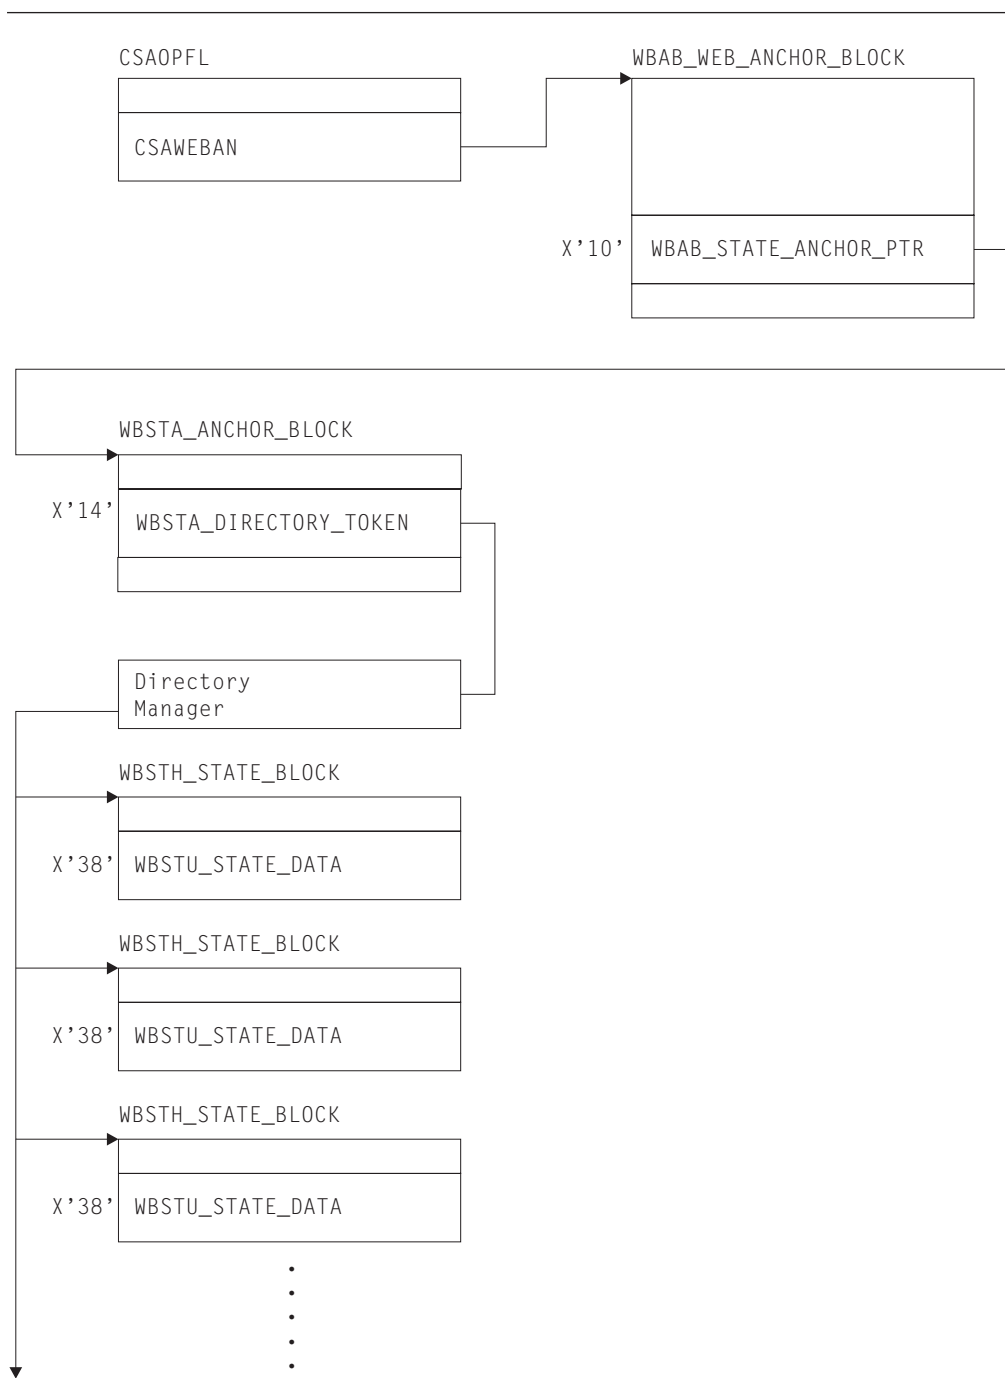 CSAOPFL
WBAB_WEB_ANCHOR_BLOCK
CSAWEBAN
X’10’ WBAB_STATE_ANCHOR_PTR
WBSTA_ANCHOR_BLOCK
X’14’ WBSTA_DIRECTORY_TOKEN
Directory
Manager
WBSTH_STATE_BLOCK
X’38’ WBSTU_STATE_DATA
WBSTH_STATE_BLOCK
X’38’ WBSTU_STATE_DATA
WBSTH_STATE_BLOCK
X’38’ WBSTU_STATE_DATA